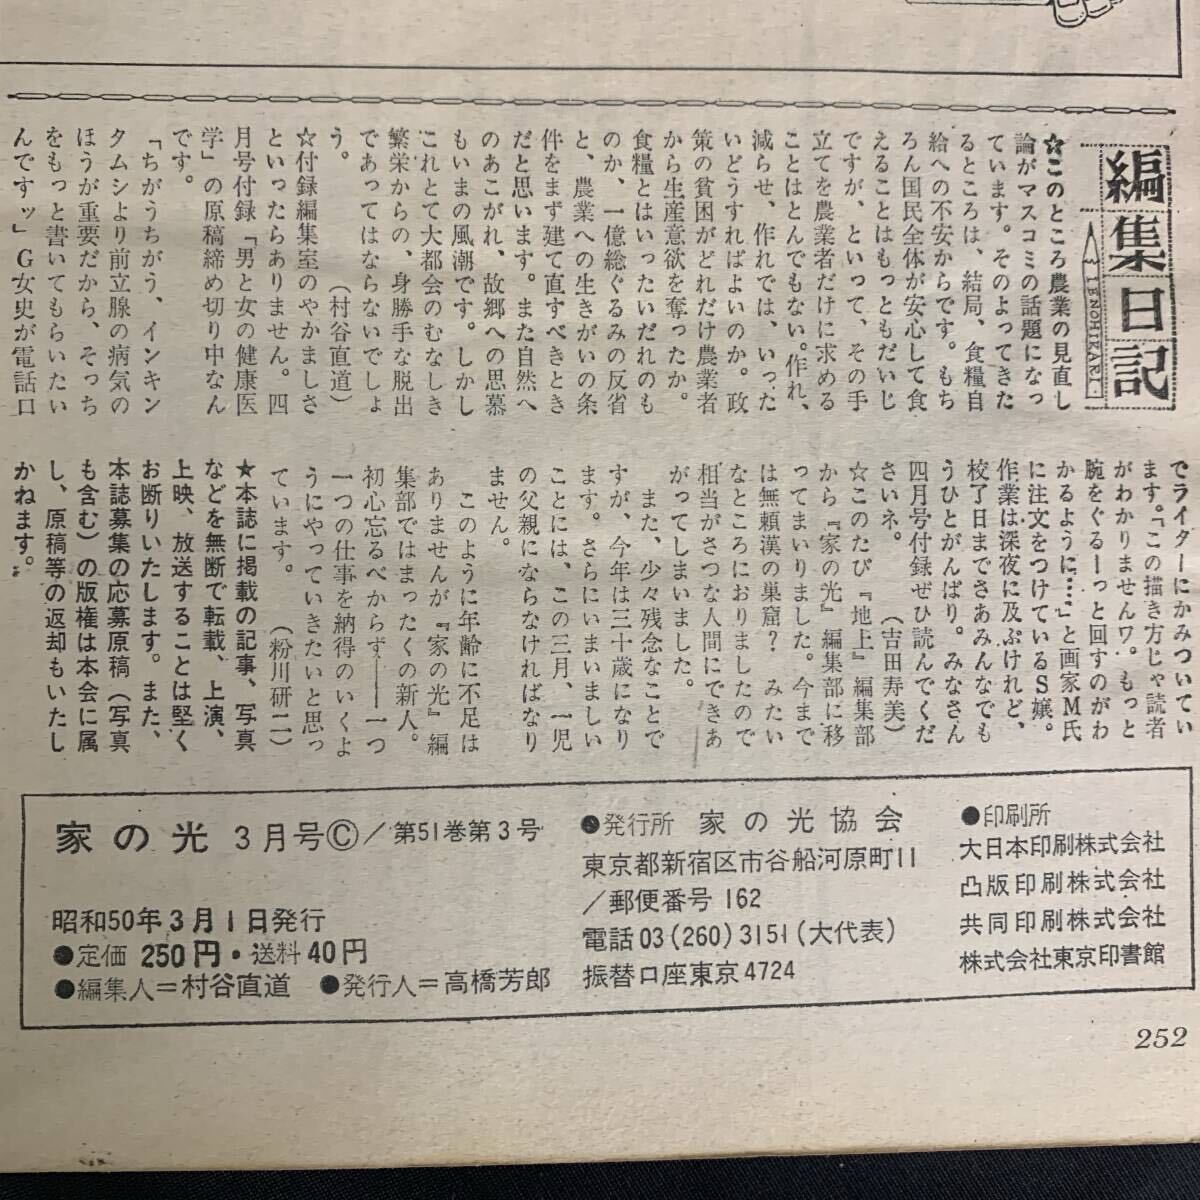 編集日記
IENOHIKARI
☆このところ農業の見直し
論がマスコミの話題になっ
ています。そのよってきた
るところは、結局、食糧自
給への不安からです。もち
ろん国民全体が安心して食
えることはもっともだいじ
ですが、といって、その手
立てを農業者だけに求める
ことはとんでもない。作れ、
減らせ、作れでは、いった
いどうすればよいのか。政
策の貧困がどれだけ農業者
から生産意欲を奪ったか。
食糧とはいったいだれのも
のか、一億総ぐるみの反省
と、農業への生きがいの条
件をまず建て直すべきとき
だと思います。また自然へ
のあこがれ、故郷への思慕
もいまの風潮です。しかし
これとて大都会のむなしき
繁栄からの、身勝手な脱出
であってはならないでしょ
う。（村谷直道）
☆付録編集室のやかましさ
といったらありません。四
月号付録「男と女の健康医
学」の原稿締め切り中なん
です。
「ちがうちがう、インキン
タムシより前立腺の病気の
ほうが重要だから、そっち
をもっと書いてもらいたい
んですッ」G女史が電話口
でライターにかみついてい
ます。「この描き方じゃ読者
がわかりませんワ。もっと
腕をぐるーっと回すのがわ
かるように……」と画家M氏
に注文をつけているS嬢。
作業は深夜に及ぶけれど、
校了日までさあみんなでも
うひとがんばり。みなさん
四月号付録ぜひ読んでくだ
さいネ。（吉田寿美）
☆このたび『地上』編集部
から『家の光』編集部に移
ってまいりました。今まで
は無頼漢の巣窟？みたい
なところにおりましたので
相当がさつな人間にできあ
がってしまいました。
また、少々残念なことで
すが、今年は三十歳になり
ます。さらにいまいましい
ことには、この三月、一児
の父親にならなければなり
ません。
このように年齢に不足は
ありませんが『家の光』編
集部ではまったくの新人。
初心忘るべからず――一つ
一つの仕事を納得のいくよ
うにやっていきたいと思っ
ています。（粉川研二）
★本誌に掲載の記事、写真
などを無断で転載、上演、
上映、放送することは堅く
お断りいたします。また、
本誌募集の応募原稿（写真
も含む）の版権は本会に属
し、原稿等の返却もいたし
かねます。
家の光 3月号©/第51巻第3号
昭和50年3月1日発行
●定価 250円・送料40円
●編集人＝村谷直道 ●発行人＝高橋芳郎
●発行所 家の光協会
東京都新宿区市谷船河原町11
/郵便番号 162
電話03(260)3151(大代表)
振替口座東京4724
●印刷所
大日本印刷株式会社
凸版印刷株式会社
共同印刷株式会社
株式会社東京印書館
252